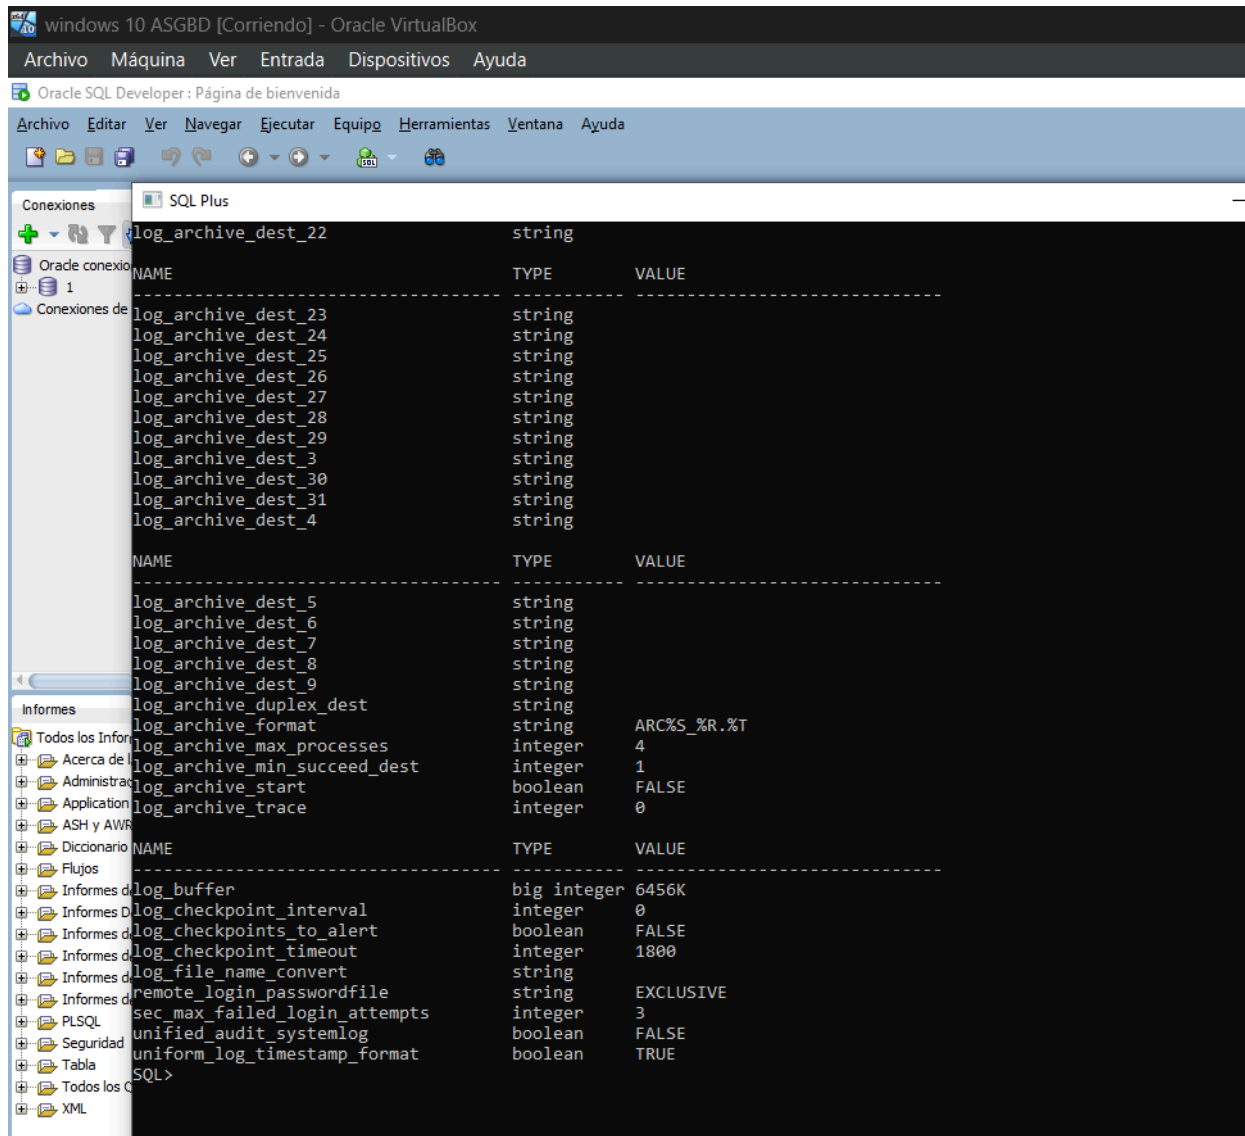 windows 10 ASGBD [Corriendo] - Oracle VirtualBox
Archivo Máquina Ver Entrada Dispositivos Ayuda
Oracle SQL Developer : Página de bienvenida
Archivo Editar Ver Navegar Ejecutar Equipo Herramientas Ventana Ayuda
Conexiones
Oracle conexio
1
Conexiones de
Informes
Todos los Infor
Acerca de l
Administrac
Application
ASH y AWR
Diccionario
Flujos
Informes d
Informes D
Informes d
Informes d
Informes d
Informes d
PLSQL
Seguridad
Tabla
Todos los O
XML
SQL Plus
log_archive_dest_22 string
NAME TYPE VALUE
------------------------------------ ----------- ------------------------------
log_archive_dest_23 string
log_archive_dest_24 string
log_archive_dest_25 string
log_archive_dest_26 string
log_archive_dest_27 string
log_archive_dest_28 string
log_archive_dest_29 string
log_archive_dest_3 string
log_archive_dest_30 string
log_archive_dest_31 string
log_archive_dest_4 string
NAME TYPE VALUE
------------------------------------ ----------- ------------------------------
log_archive_dest_5 string
log_archive_dest_6 string
log_archive_dest_7 string
log_archive_dest_8 string
log_archive_dest_9 string
log_archive_duplex_dest string
log_archive_format string ARC%S_%R.%T
log_archive_max_processes integer 4
log_archive_min_succeed_dest integer 1
log_archive_start boolean FALSE
log_archive_trace integer 0
NAME TYPE VALUE
------------------------------------ ----------- ------------------------------
log_buffer big integer 6456K
log_checkpoint_interval integer 0
log_checkpoints_to_alert boolean FALSE
log_checkpoint_timeout integer 1800
log_file_name_convert string
remote_login_passwordfile string EXCLUSIVE
sec_max_failed_login_attempts integer 3
unified_audit_systemlog boolean FALSE
uniform_log_timestamp_format boolean TRUE
SQL>